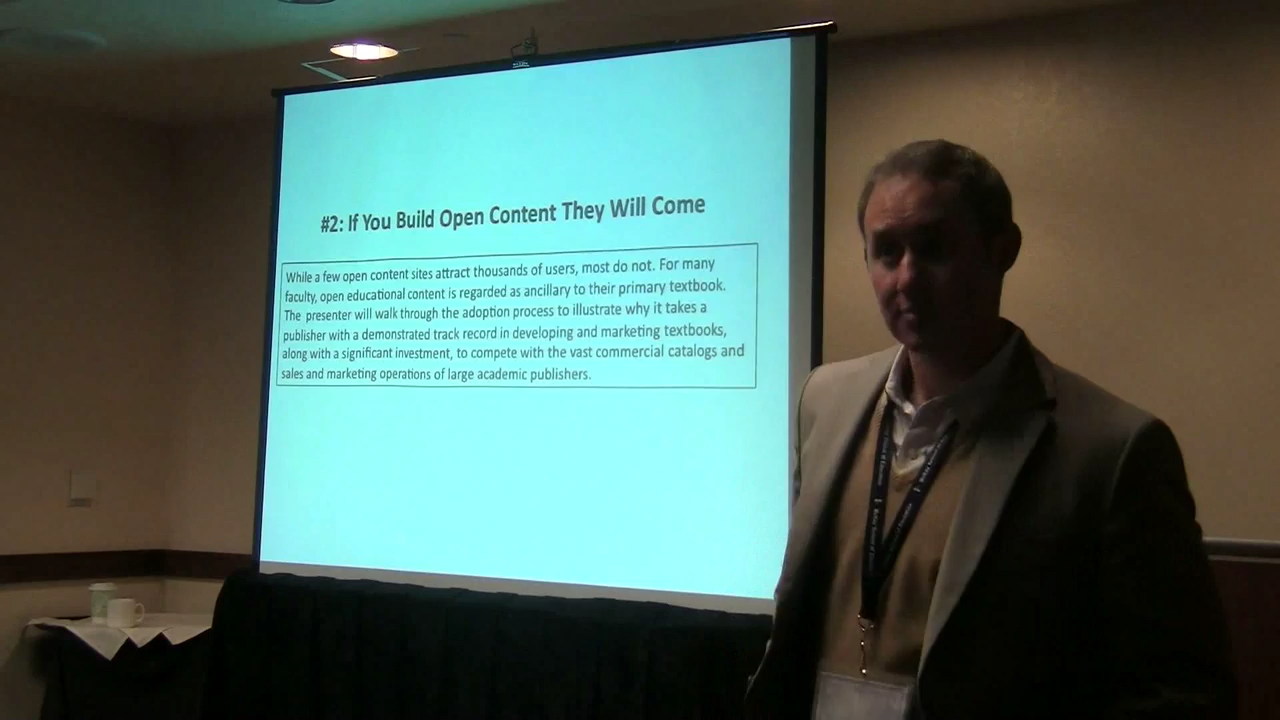 #2: If You Build Open Content They Will Come
While a few open content sites attract thousands of users, most do not. For many
faculty, open educational content is regarded as ancillary to their primary textbook.
The presenter will walk through the adoption process to illustrate why it takes a
publisher with a demonstrated track record in developing and marketing textbooks,
along with a significant investment, to compete with the vast commercial catalogs and
sales and marketing operations of large academic publishers.